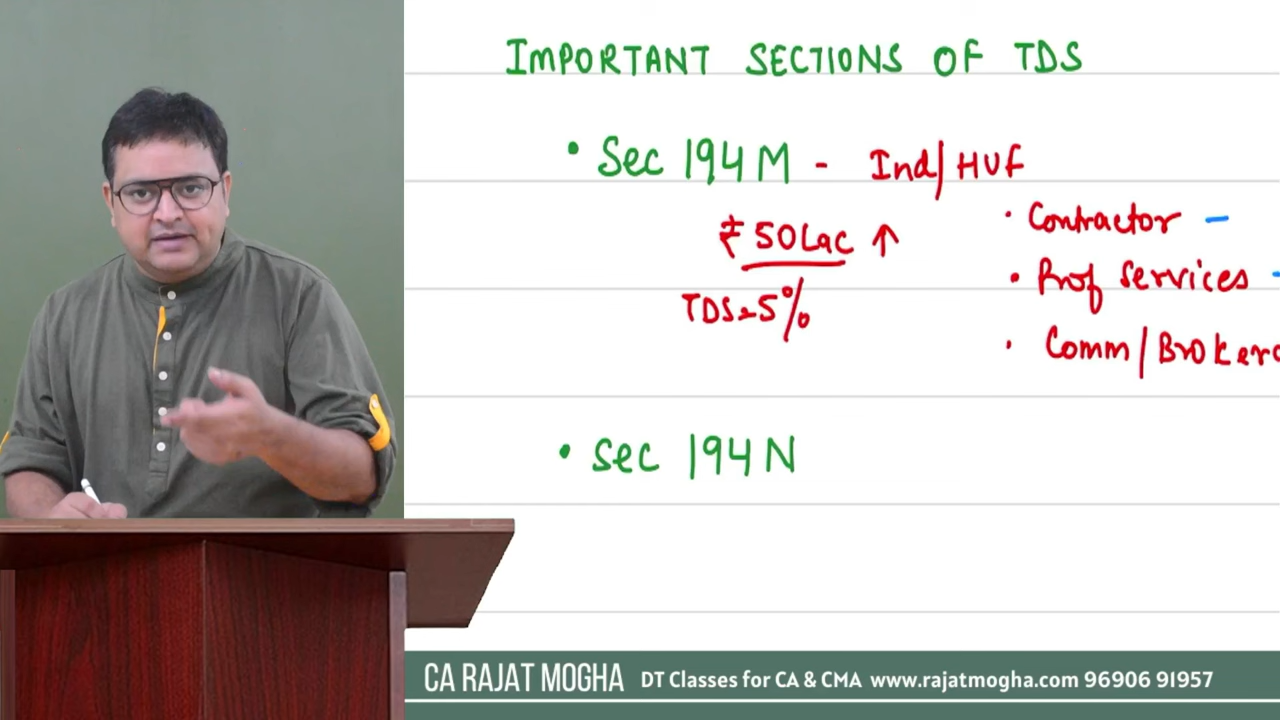 IMPORTANT SECTIONS OF TDS
• Sec 194M - Ind/HUF
₹ 50Lac ↑
• Contractor -
TDS=5%
• Prof Services -
• Comm/
• Sec 194N
CA RAJAT MOGHA DT Classes for CA & CMA www.rajatmogha.com 96906 91957